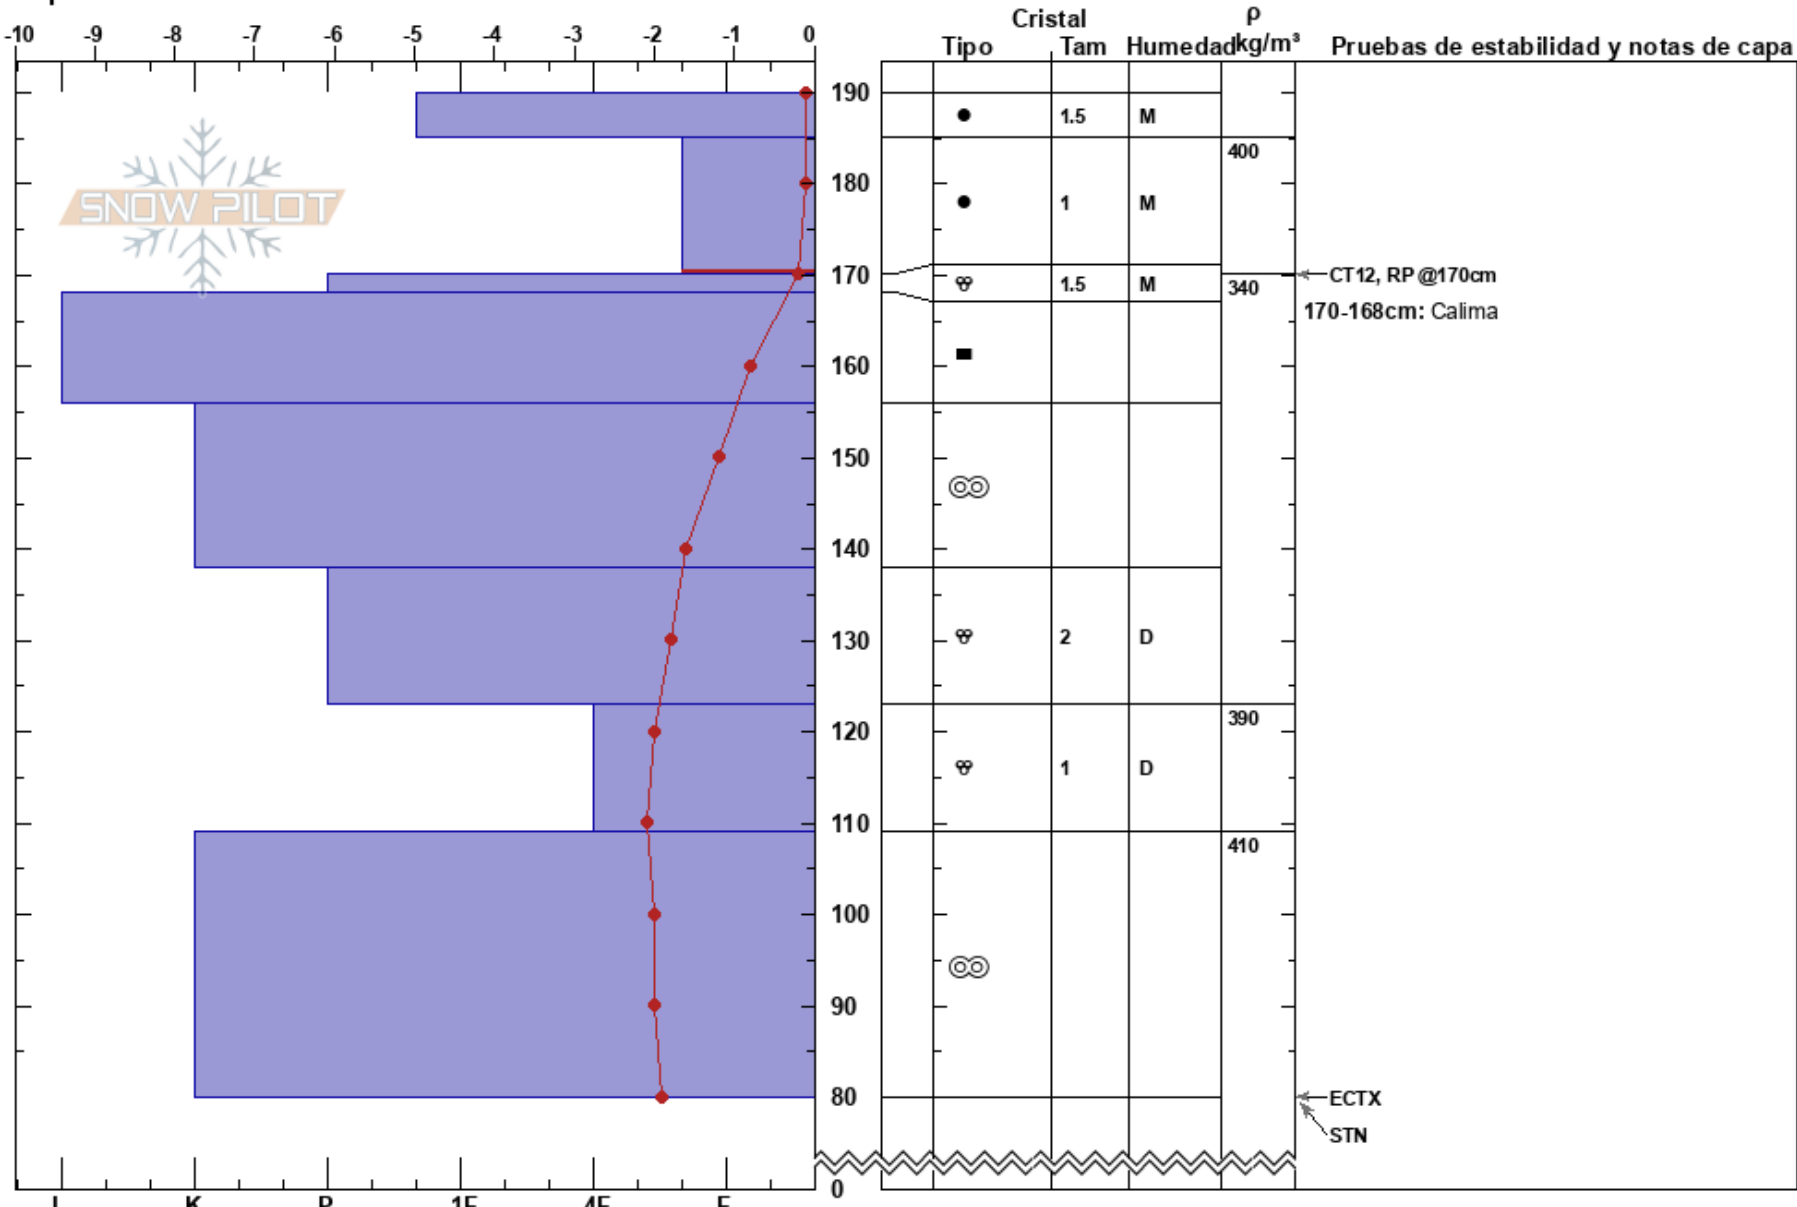 Cristal ρ
-10 -9 -8 -7 -6 -5 -4 -3 -2 -1 0
Tipo Tam Humedad kg/m³ Pruebas de estabilidad y notas de capa
190
1.5 M
400
SNOW PILOT
180
1 M
170
1.5 M 340
CT12, RP @170cm
170-168cm: Calima
160
150
140
130
2 D
390
120
1 D
110
410
100
90
80
ECTX
STN
0
I K P 1F 4F F